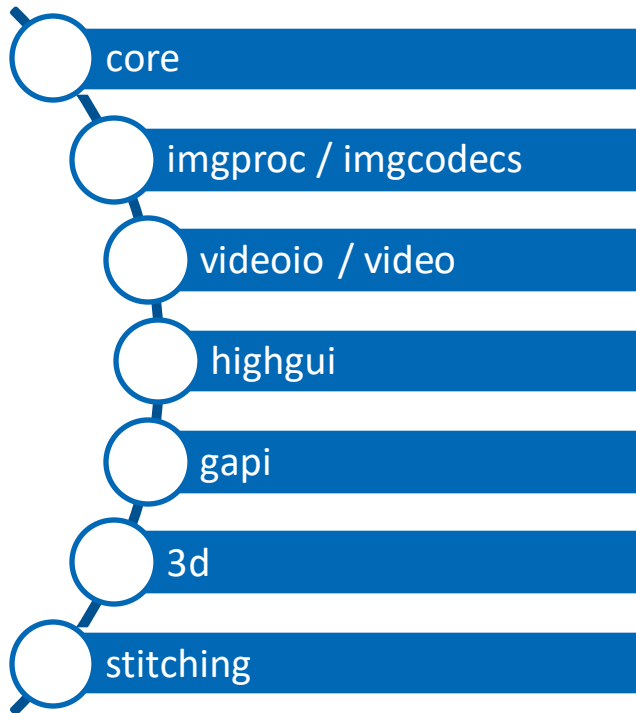 core
imgproc / imgcodecs
videoio / video
highgui
gapi
3d
stitching